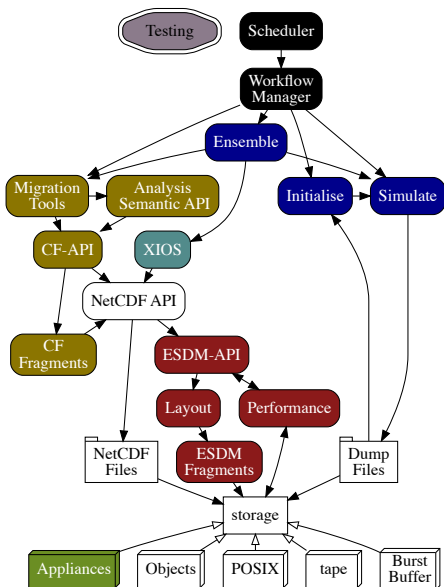 Testing
Scheduler
Workflow
Manager
Ensemble
Migration
Tools
Analysis
Semantic API
Initialise
Simulate
CF-API
XIOS
NetCDF API
CF
Fragments
ESDM-API
Layout
Performance
NetCDF
Files
ESDM
Fragments
Dump
Files
storage
Appliances
Objects
POSIX
tape
Burst
Buffer